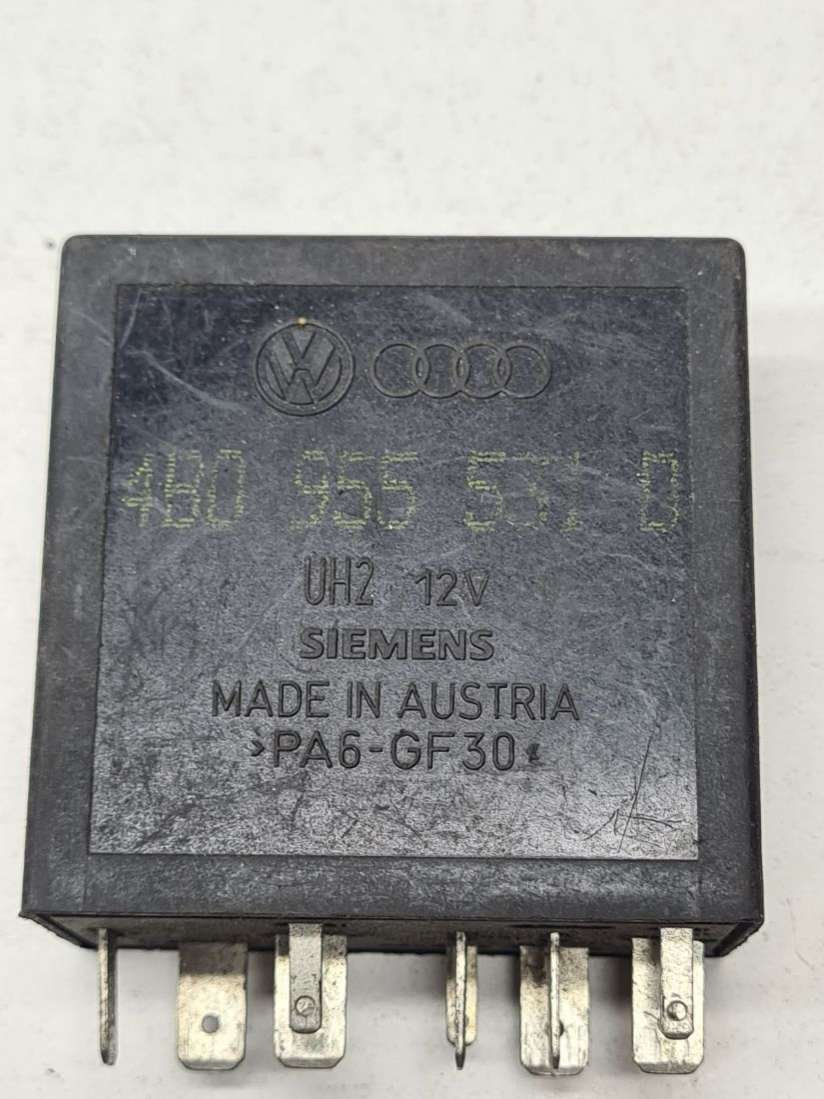 4B0 955 531 B
UH2 12V
SIEMENS
MADE IN AUSTRIA
>PA6-GF30<